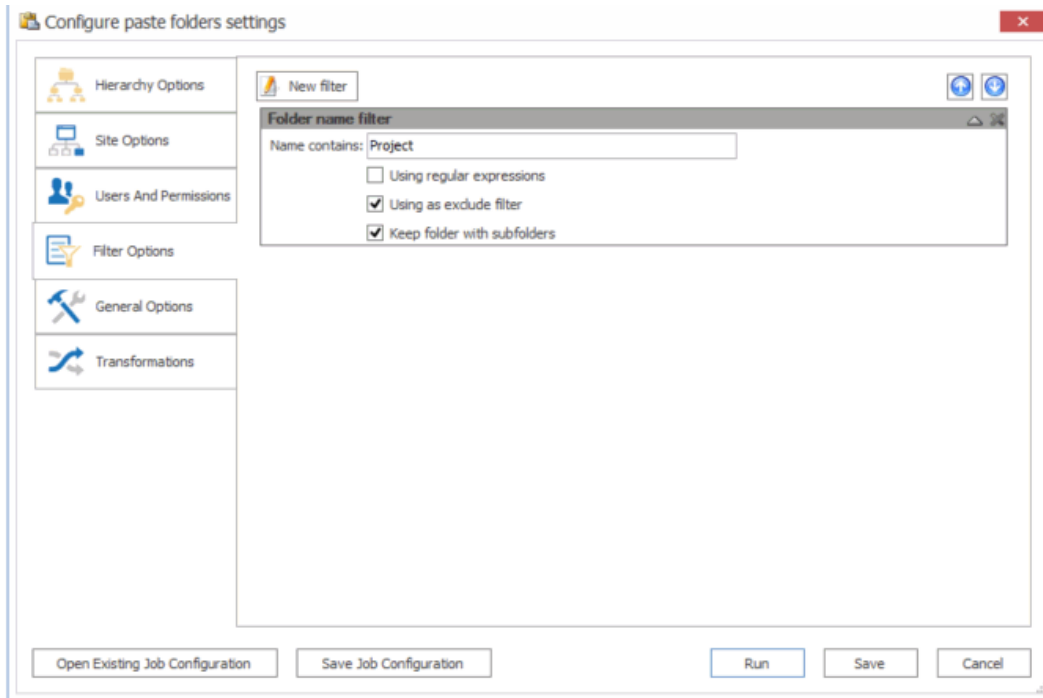 Configure paste folders settings
Hierarchy Options
Site Options
Users And Permissions
Filter Options
General Options
Transformations
New filter
Folder name filter
Name contains: Project
Using regular expressions
Using as exclude filter
Keep folder with subfolders
Open Existing Job Configuration
Save Job Configuration
Run
Save
Cancel